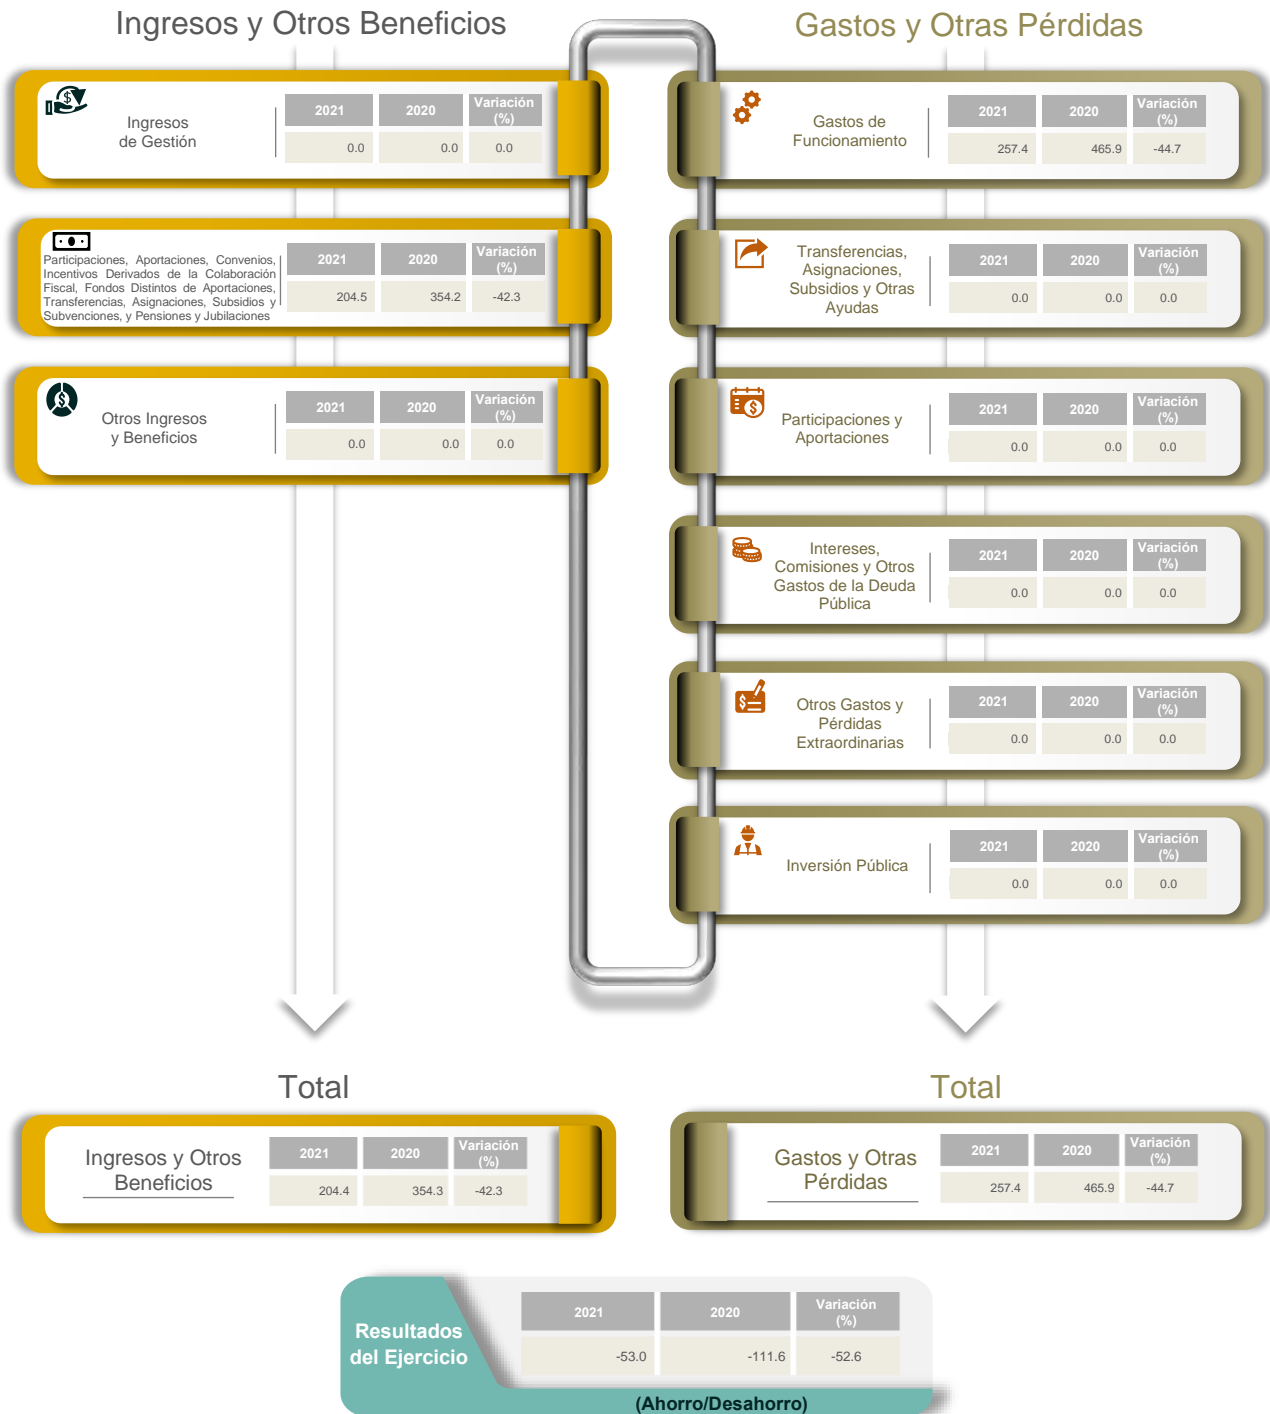 Ingresos y Otros Beneficios
Ingresos
de Gestión
2021 2020 Variación
(%)
0.0 0.0 0.0
Participaciones, Aportaciones, Convenios,
Incentivos Derivados de la Colaboración
Fiscal, Fondos Distintos de Aportaciones,
Transferencias, Asignaciones, Subsidios y
Subvenciones, y Pensiones y Jubilaciones
2021 2020 Variación
(%)
204.5 354.2 -42.3
Otros Ingresos
y Beneficios
2021 2020 Variación
(%)
0.0 0.0 0.0
Gastos y Otras Pérdidas
Gastos de
Funcionamiento
2021 2020 Variación
(%)
257.4 465.9 -44.7
Transferencias,
Asignaciones,
Subsidios y Otras
Ayudas
2021 2020 Variación
(%)
0.0 0.0 0.0
Participaciones y
Aportaciones
2021 2020 Variación
(%)
0.0 0.0 0.0
Intereses,
Comisiones y Otros
Gastos de la Deuda
Pública
2021 2020 Variación
(%)
0.0 0.0 0.0
Otros Gastos y
Pérdidas
Extraordinarias
2021 2020 Variación
(%)
0.0 0.0 0.0
Inversión Pública
2021 2020 Variación
(%)
0.0 0.0 0.0
Total
Ingresos y Otros
Beneficios
2021 2020 Variación
(%)
204.4 354.3 -42.3
Total
Gastos y Otras
Pérdidas
2021 2020 Variación
(%)
257.4 465.9 -44.7
Resultados
del Ejercicio
2021 2020 Variación
(%)
-53.0 -111.6 -52.6
(Ahorro/Desahorro)